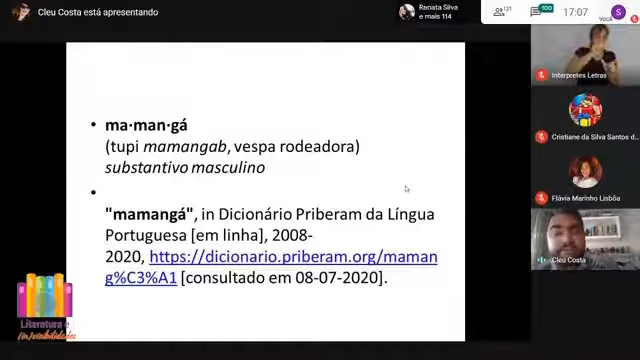 Cleu Costa está apresentando
Renata Silva
e mais 114
121
100
17:07
Você
S
• ma·man·gá
(tupi mamangab, vespa rodeadora)
substantivo masculino
•
"mamangá", in Dicionário Priberam da Língua
Portuguesa [em linha], 2008-
2020, https://dicionario.priberam.org/maman
g%C3%A1 [consultado em 08-07-2020].
Interpretes Letras
Cristiane da Silva Santos d...
Flávia Marinho Lisbôa
Cleu Costa
Literatura e
(in)visibilidades